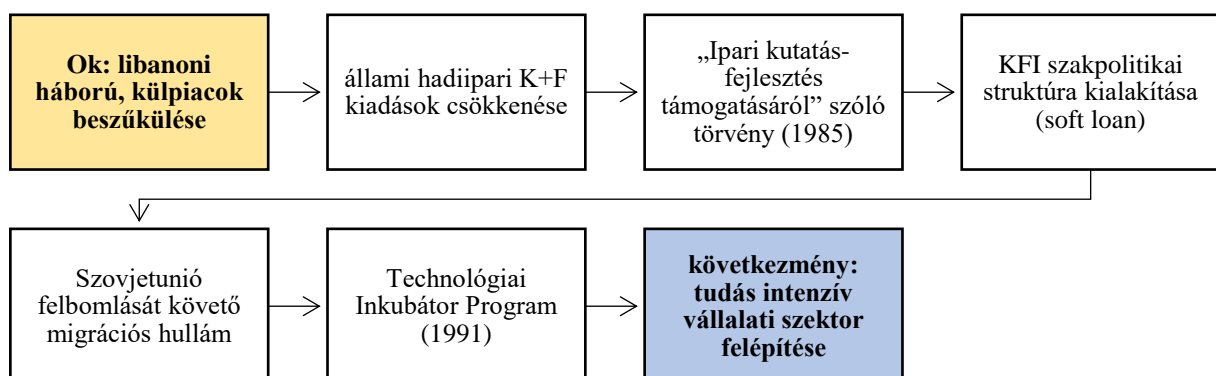 Ok: libanoni
háború, külpiacok
beszűkülése
állami hadiipari K+F
kiadások csökkenése
„Ipari kutatás-
fejlesztés
támogatásáról” szóló
törvény (1985)
KFI szakpolitikai
struktúra kialakítása
(soft loan)
Szovjetunió
felbomlását követő
migrációs hullám
Technológiai
Inkubátor Program
(1991)
következmény:
tudás intenzív
vállalati szektor
felépítése